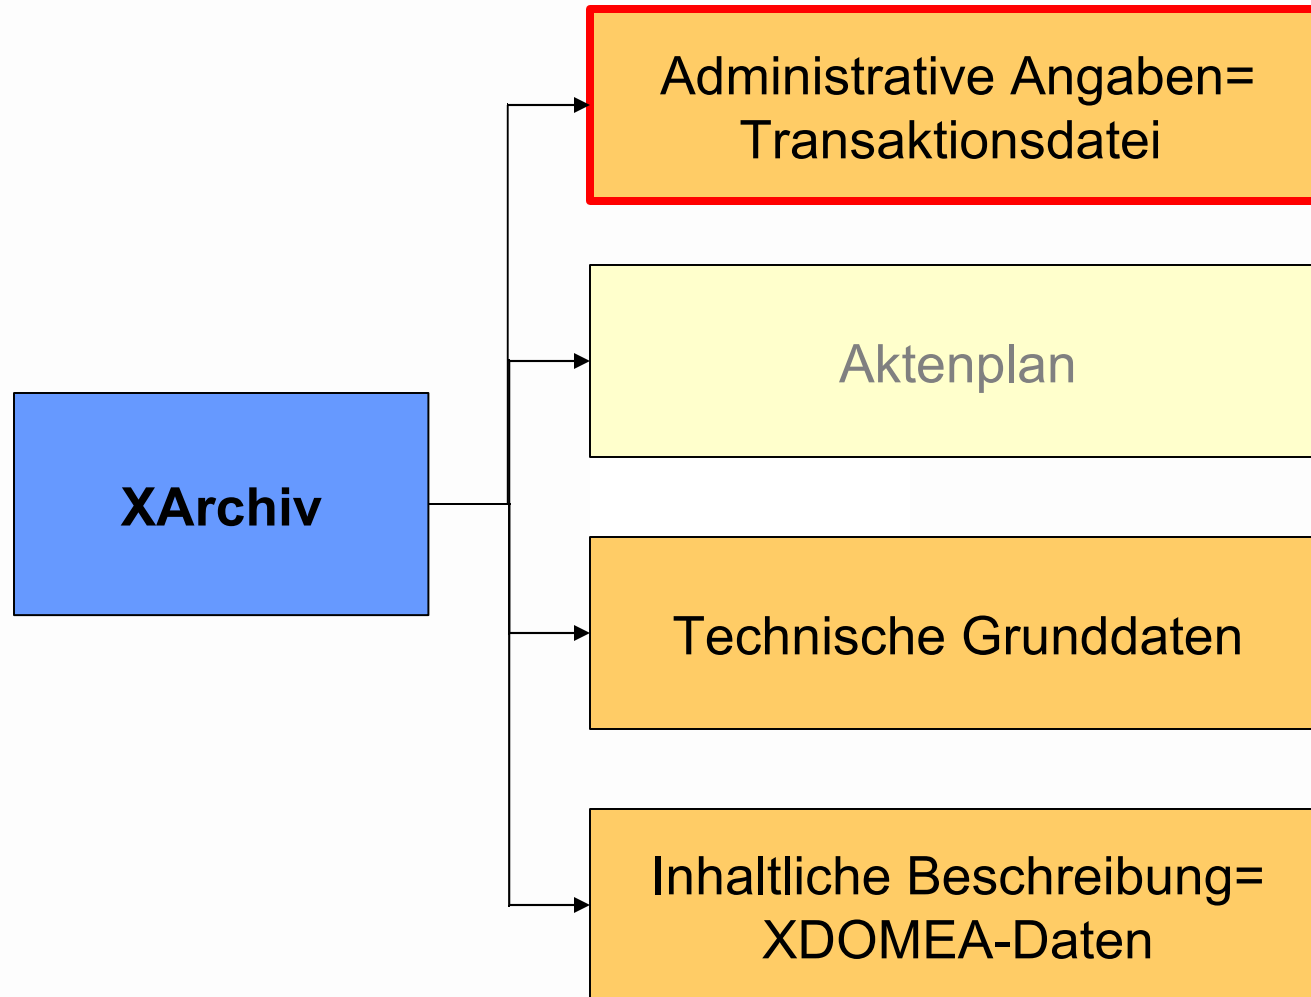 Administrative Angaben=
Transaktionsdatei
Aktenplan
XArchiv
Technische Grunddaten
Inhaltliche Beschreibung=
XDOMEA-Daten